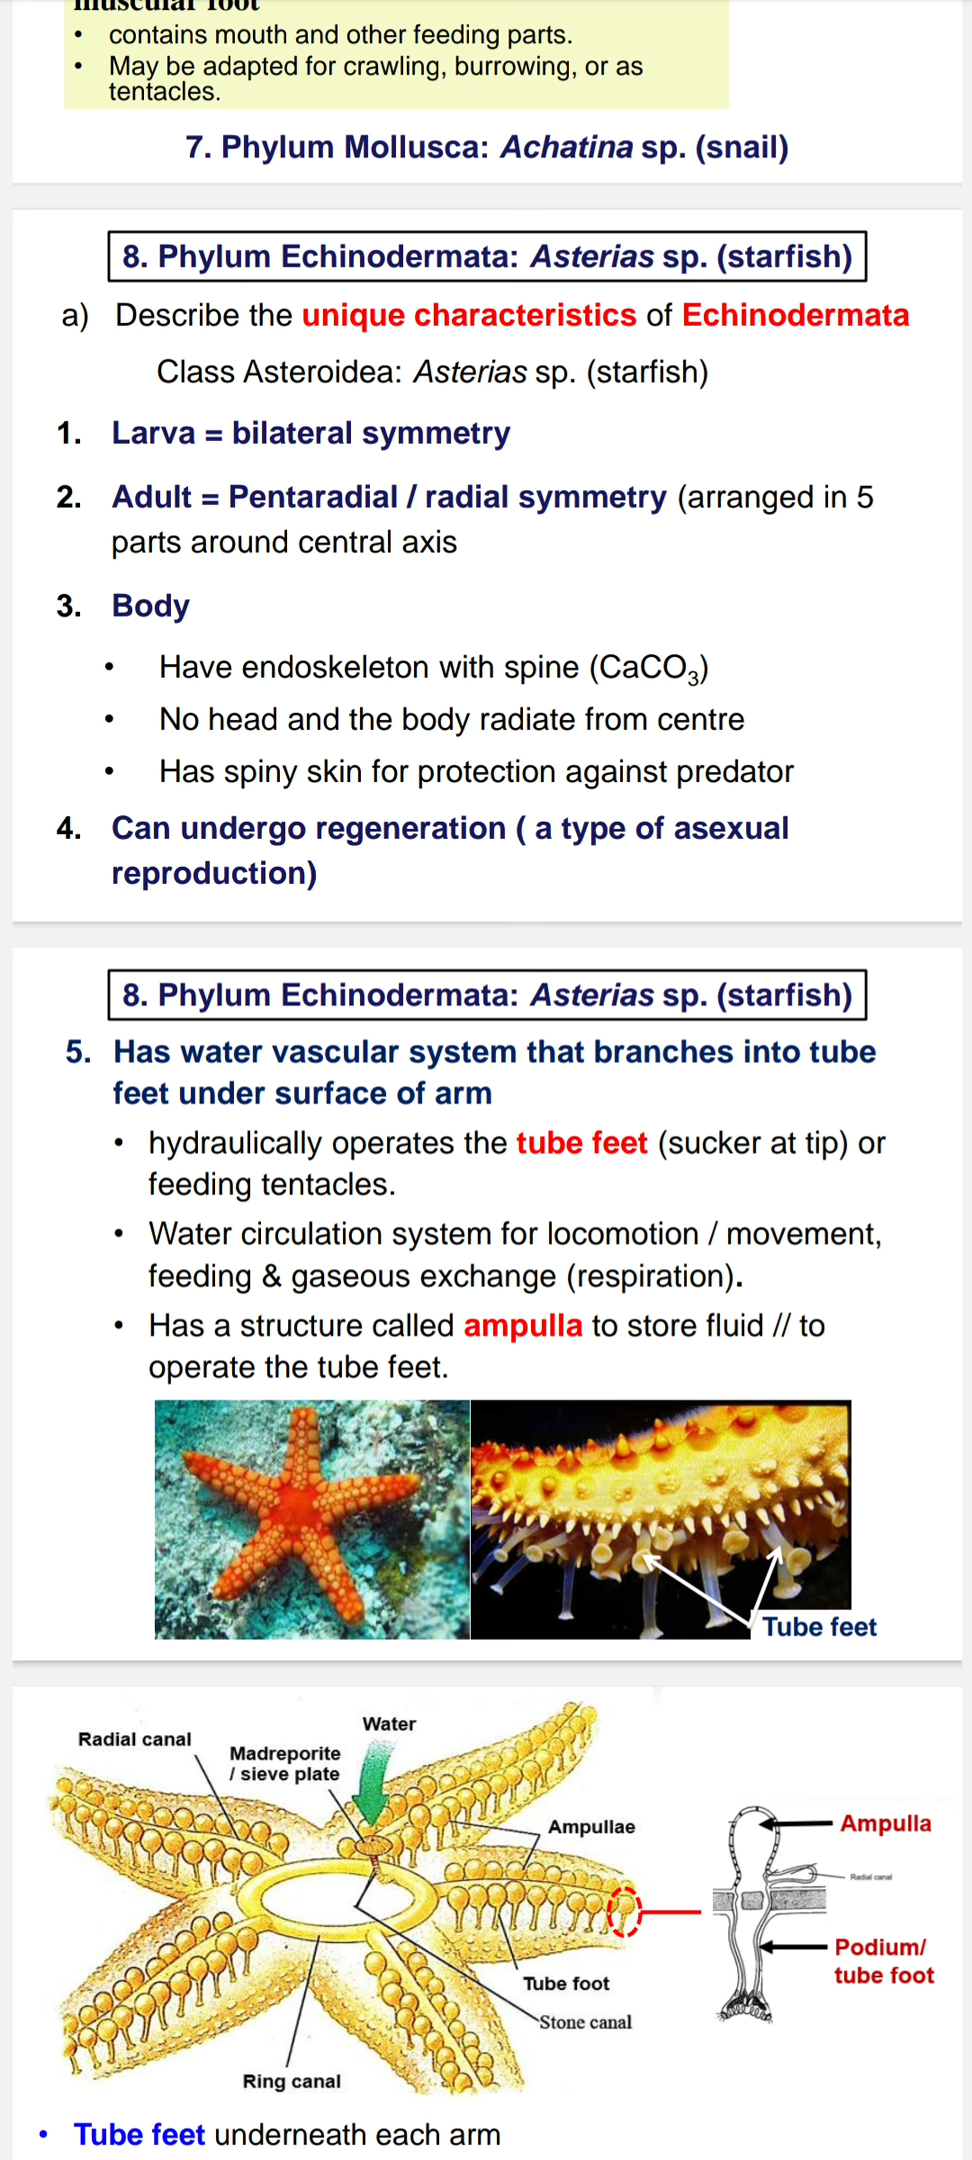 muscular foot
• contains mouth and other feeding parts.
• May be adapted for crawling, burrowing, or as
tentacles.
7. Phylum Mollusca: Achatina sp. (snail)
8. Phylum Echinodermata: Asterias sp. (starfish)
a) Describe the unique characteristics of Echinodermata
Class Asteroidea: Asterias sp. (starfish)
1. Larva = bilateral symmetry
2. Adult = Pentaradial / radial symmetry (arranged in 5
parts around central axis
3. Body
• Have endoskeleton with spine (CaCO₃)
• No head and the body radiate from centre
• Has spiny skin for protection against predator
4. Can undergo regeneration ( a type of asexual
reproduction)
8. Phylum Echinodermata: Asterias sp. (starfish)
5. Has water vascular system that branches into tube
feet under surface of arm
• hydraulically operates the tube feet (sucker at tip) or
feeding tentacles.
• Water circulation system for locomotion / movement,
feeding & gaseous exchange (respiration).
• Has a structure called ampulla to store fluid // to
operate the tube feet.
Tube feet
Water
Radial canal
Madreporite
/ sieve plate
Ampullae
Ampulla
Radial canal
Podium/
tube foot
Tube foot
Stone canal
Ring canal
• Tube feet underneath each arm